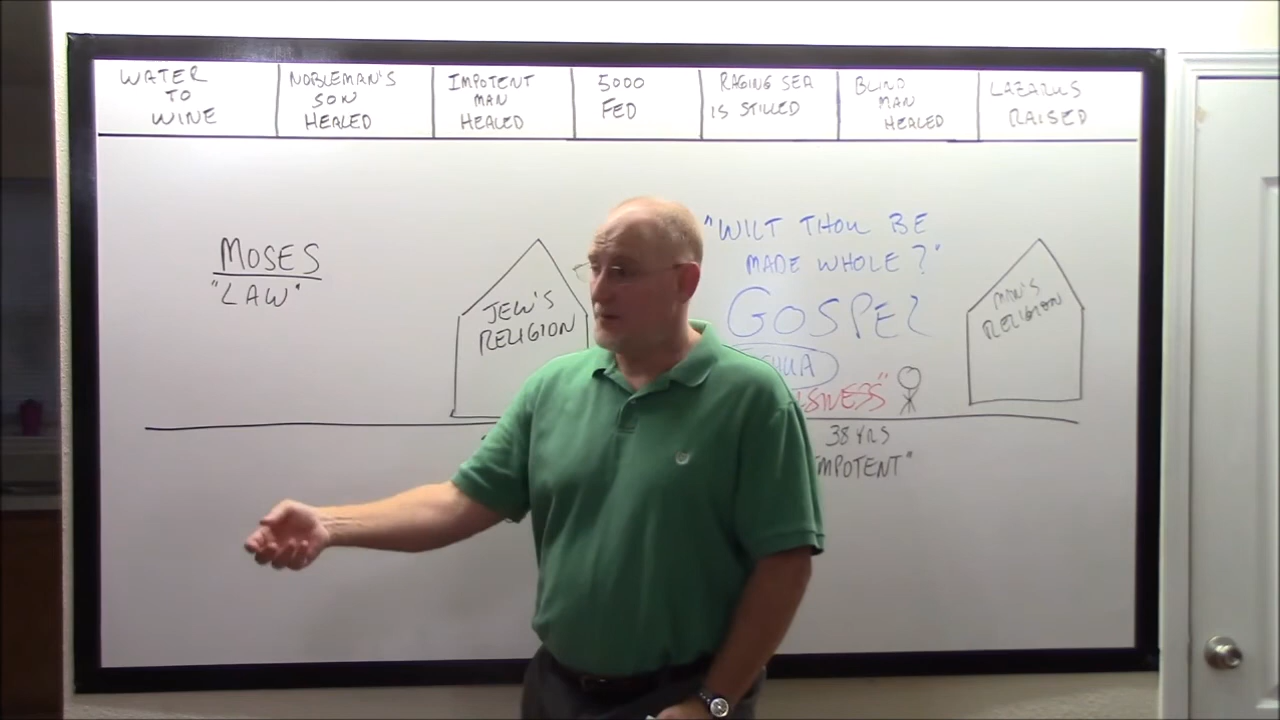 WATER
TO
WINE
NOBLEMAN'S
SON
HEALED
IMPOTENT
MAN
HEALED
5000
FED
RAGING SEA
IS STILLED
BLIND
MAN
HEALED
LAZARUS
RAISED
MOSES
"LAW"
JEW'S
RELIGION
"WILT THOU BE
MADE WHOLE?"
GOSPEL
38 YRS
IMPOTENT"
MAN'S
RELIGION